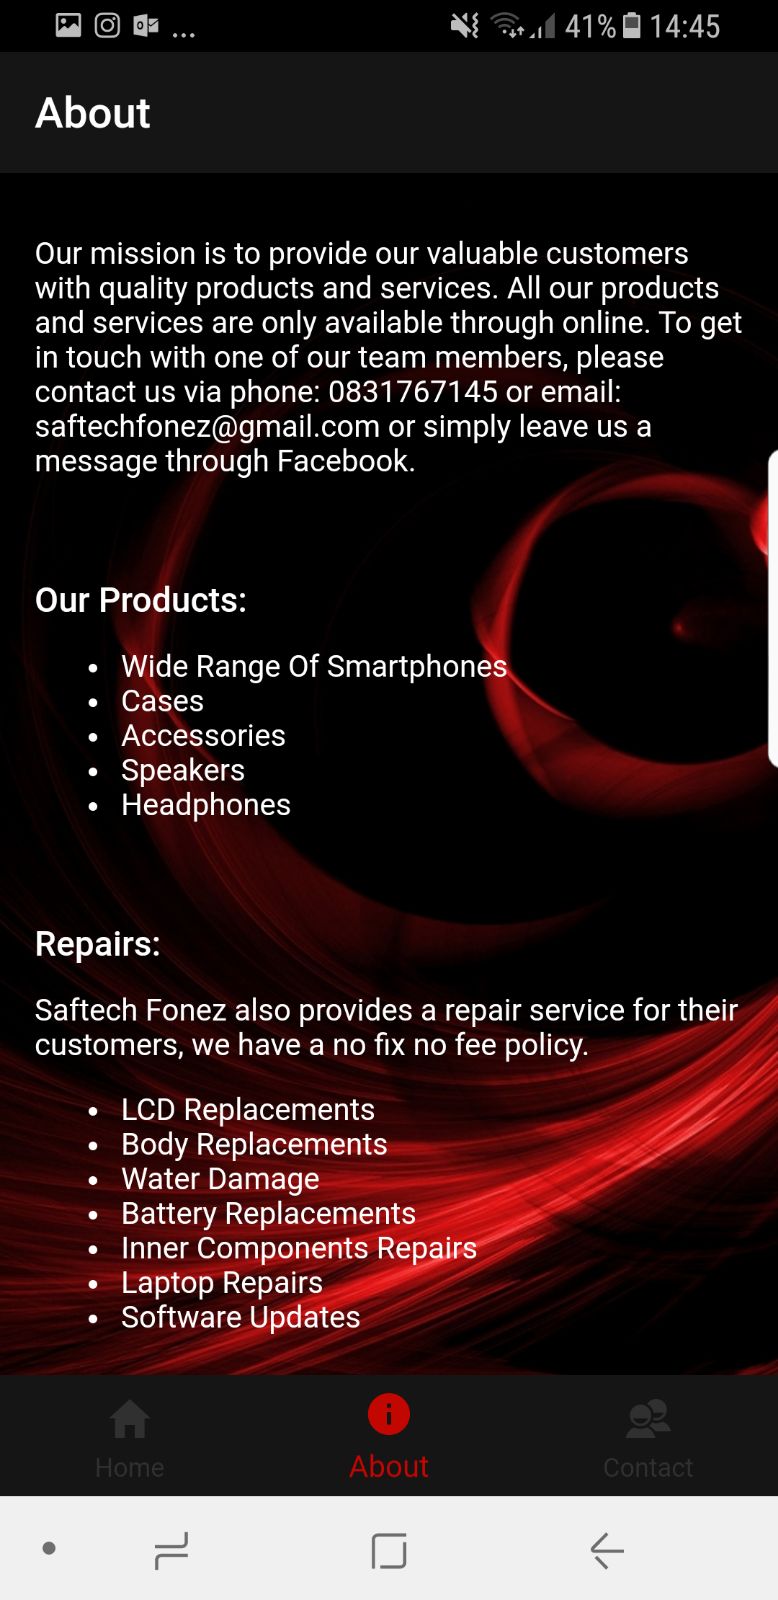 ... 41% 14:45
About
Our mission is to provide our valuable customers
with quality products and services. All our products
and services are only available through online. To get
in touch with one of our team members, please
contact us via phone: 0831767145 or email:
saftechfonez@gmail.com or simply leave us a
message through Facebook.
Our Products:
• Wide Range Of Smartphones
• Cases
• Accessories
• Speakers
• Headphones
Repairs:
Saftech Fonez also provides a repair service for their
customers, we have a no fix no fee policy.
• LCD Replacements
• Body Replacements
• Water Damage
• Battery Replacements
• Inner Components Repairs
• Laptop Repairs
• Software Updates
Home About Contact